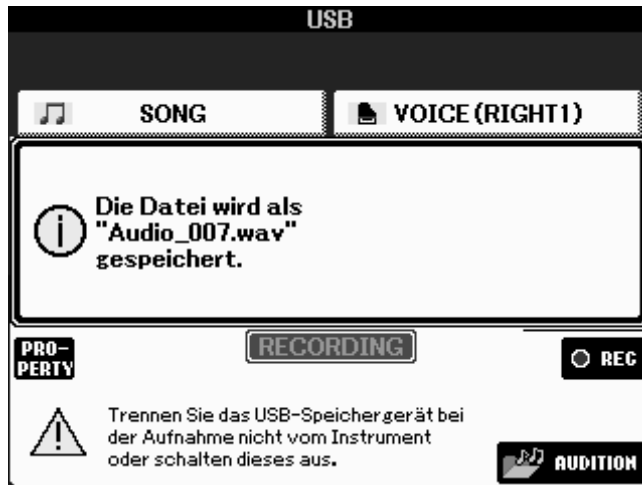 USB
SONG
VOICE(RIGHT1)
Die Datei wird als
"Audio_007.wav"
gespeichert.
PRO-
PERTY
RECORDING
REC
Trennen Sie das USB-Speichergerät bei
der Aufnahme nicht vom Instrument
oder schalten dieses aus.
AUDITION